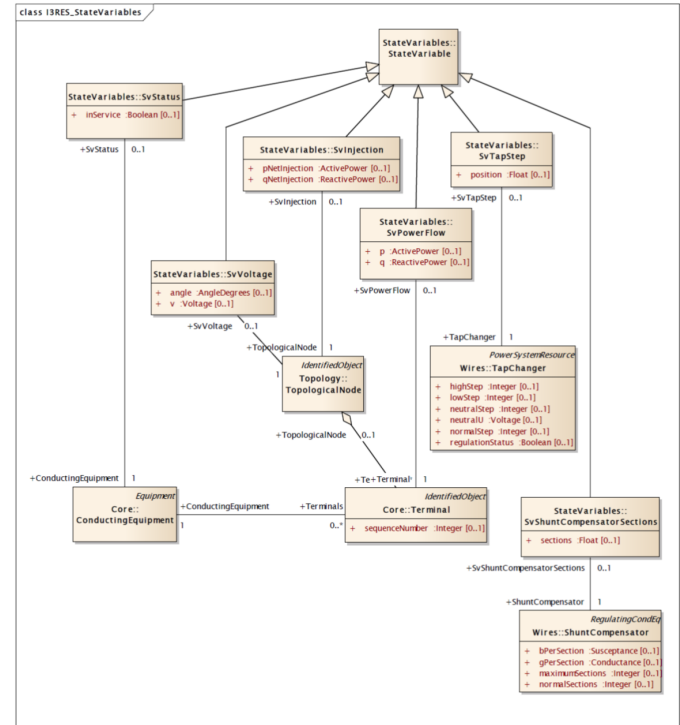 class I3RES_StateVariables
StateVariables::
StateVariable
StateVariables::SvStatus
+ inService :Boolean [0..1]
+SvStatus 0..1
StateVariables::SvInjection
+ pNetInjection :ActivePower [0..1]
+ qNetInjection :ReactivePower [0..1]
+SvInjection 0..1
StateVariables::
SvTapStep
+ position :Float [0..1]
+SvTapStep 0..1
StateVariables::
SvPowerFlow
+ p :ActivePower [0..1]
+ q :ReactivePower [0..1]
+SvPowerFlow 0..1
StateVariables::SvVoltage
+ angle :AngleDegrees [0..1]
+ v :Voltage [0..1]
+SvVoltage 0..1
+TopologicalNode 1
1
+TapChanger 1
IdentifiedObject
Topology::
TopologicalNode
+TopologicalNode 0..1
PowerSystemResource
Wires::TapChanger
+ highStep :Integer [0..1]
+ lowStep :Integer [0..1]
+ neutralStep :Integer [0..1]
+ neutralU :Voltage [0..1]
+ normalStep :Integer [0..1]
+ regulationStatus :Boolean [0..1]
+ConductingEquipment 1
+Te+Terminal 1
Equipment
Core::
ConductingEquipment
+ConductingEquipment +Terminals
1 0..*
IdentifiedObject
Core::Terminal
+ sequenceNumber :Integer [0..1]
StateVariables::
SvShuntCompensatorSections
+ sections :Float [0..1]
+SvShuntCompensatorSections 0..1
+ShuntCompensator 1
RegulatingCondEq
Wires::ShuntCompensator
+ bPerSection :Susceptance [0..1]
+ gPerSection :Conductance [0..1]
+ maximumSections :Integer [0..1]
+ normalSections :Integer [0..1]